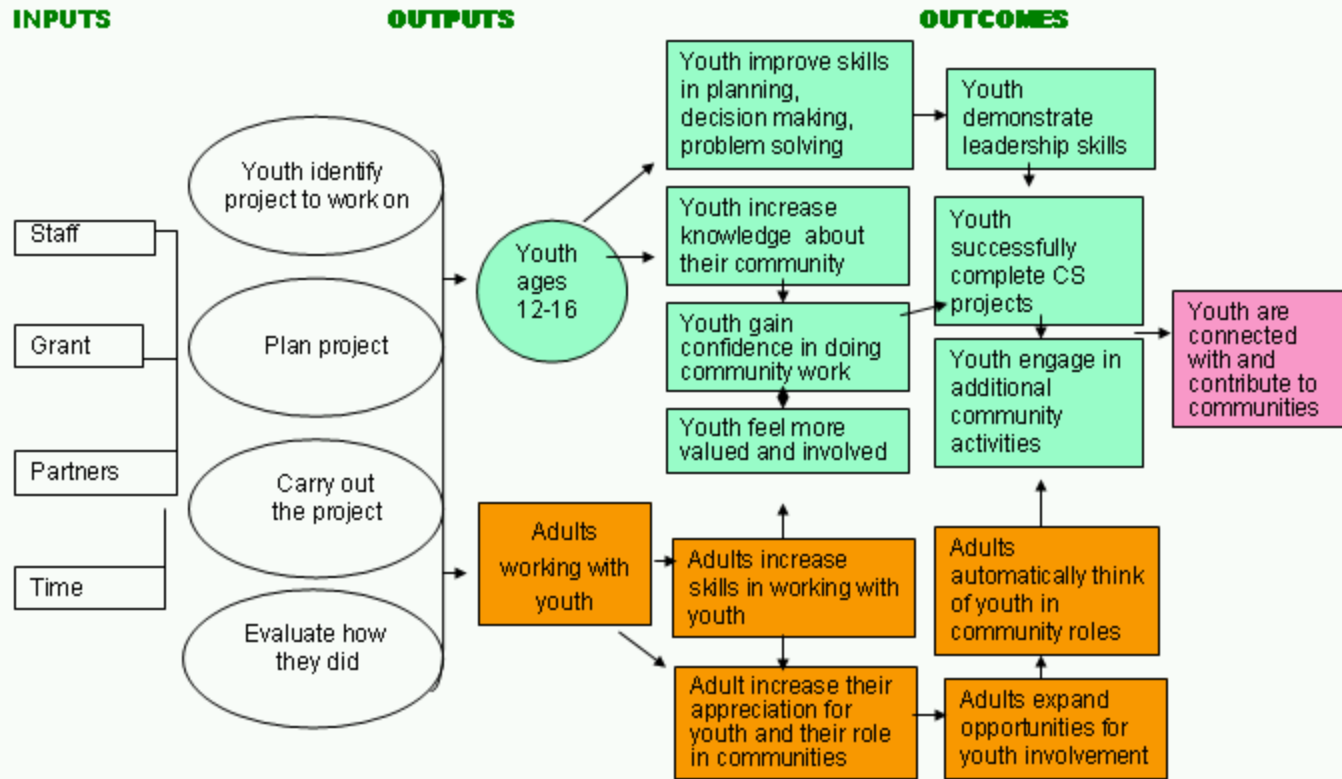 INPUTS
OUTPUTS
OUTCOMES
Staff
Grant
Partners
Time
Youth identify
project to work on
Plan project
Carry out
the project
Evaluate how
they did
Youth
ages
12-16
Adults
working with
youth
Youth improve skills
in planning,
decision making,
problem solving
Youth increase
knowledge about
their community
Youth gain
confidence in doing
community work
Youth feel more
valued and involved
Adults increase
skills in working with
youth
Adult increase their
appreciation for
youth and their role
in communities
Youth
demonstrate
leadership skills
Youth
successfully
complete CS
projects
Youth engage in
additional
community
activities
Adults
automatically think
of youth in
community roles
Adults expand
opportunities for
youth involvement
Youth are
connected
with and
contribute to
communities